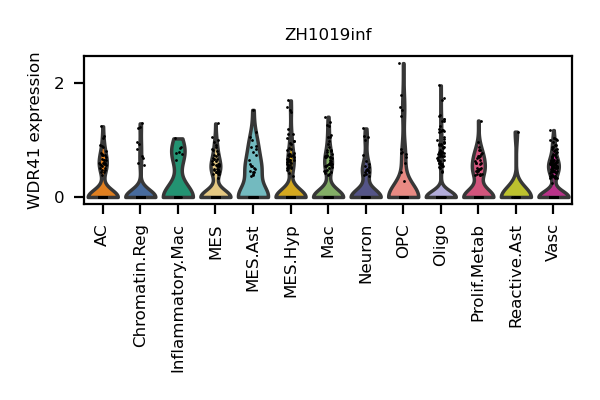 ZH1019inf
WDR41 expression
2
0
AC
Chromatin.Reg
Inflammatory.Mac
MES
MES.Ast
MES.Hyp
Mac
Neuron
OPC
Oligo
Prolif.Metab
Reactive.Ast
Vasc